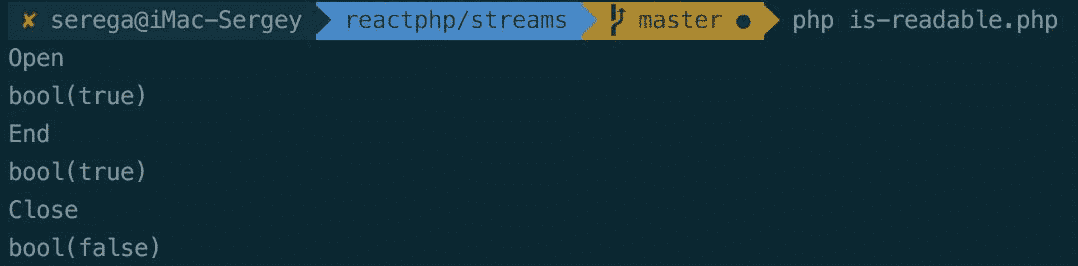 ✘ serega@iMac-Sergey reactphp/streams master ● php is-readable.php
Open
bool(true)
End
bool(true)
Close
bool(false)